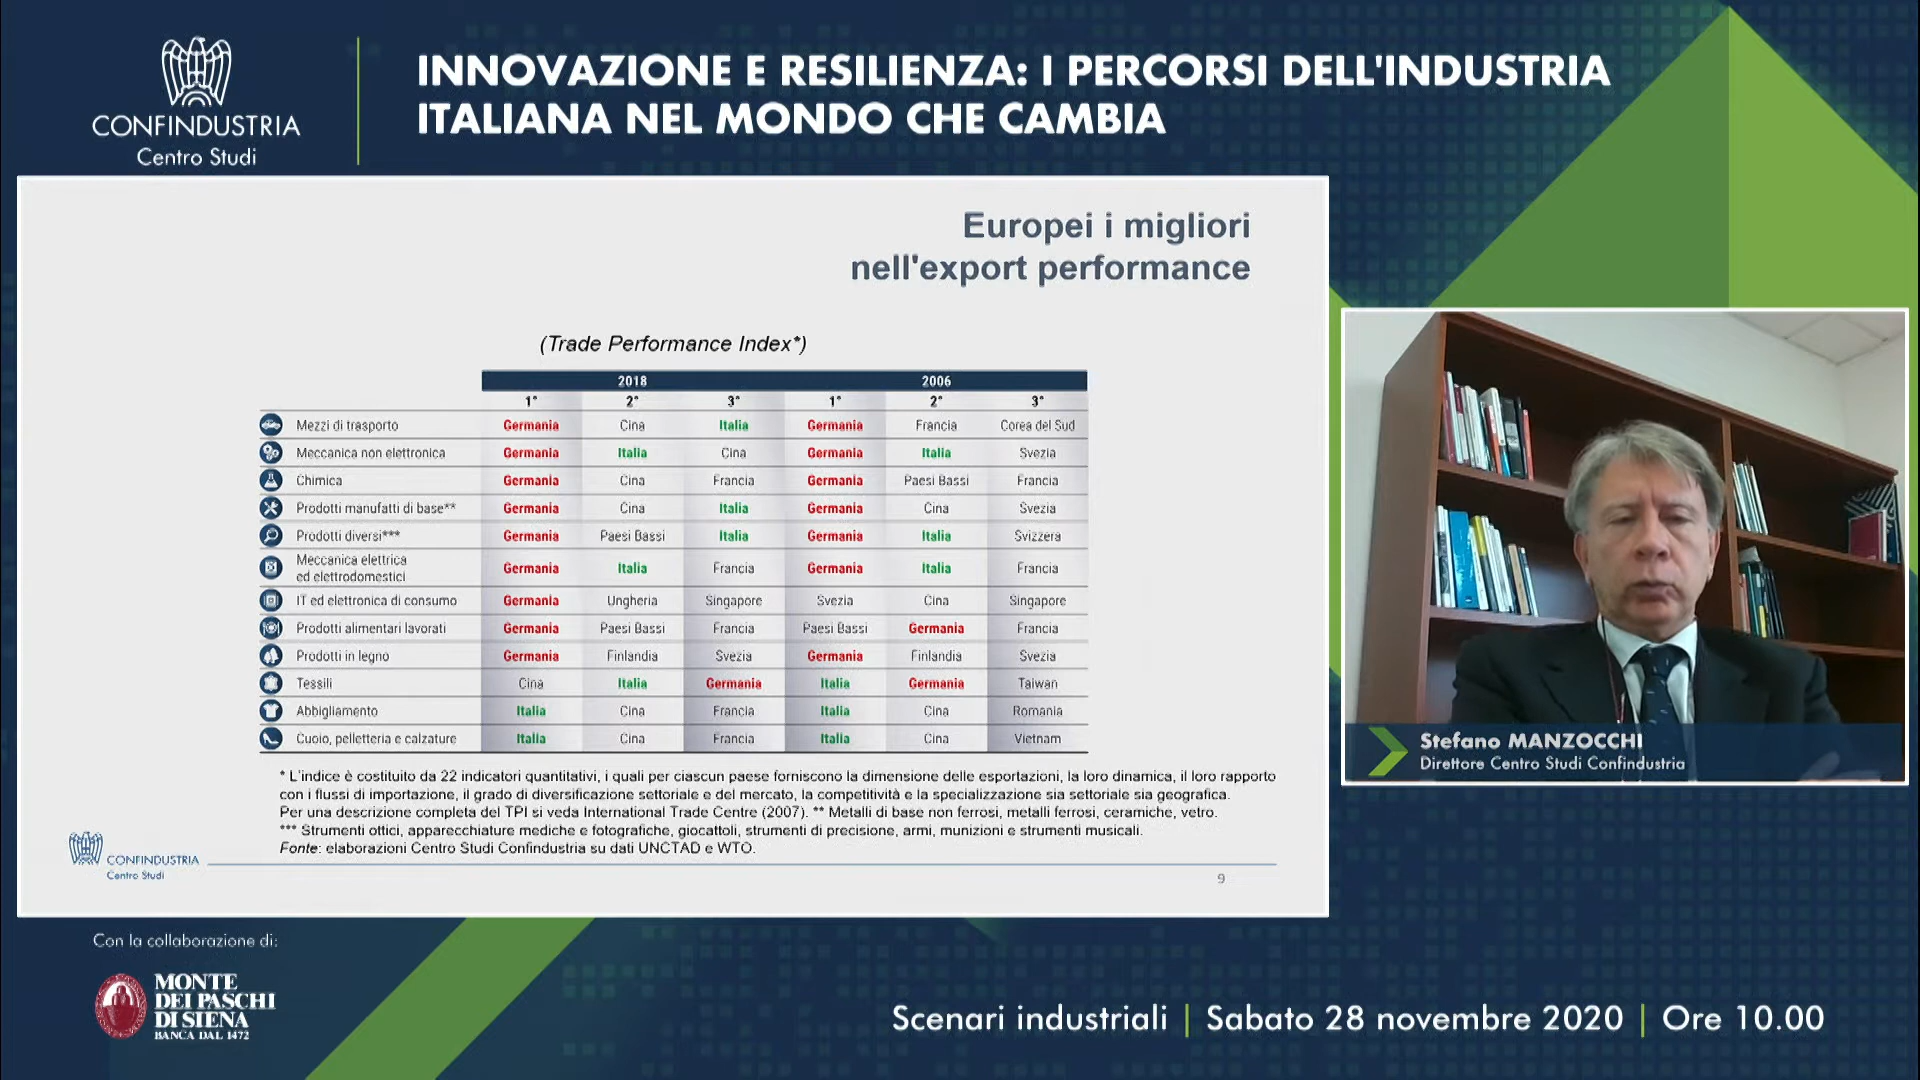 CONFINDUSTRIA
Centro Studi
INNOVAZIONE E RESILIENZA: I PERCORSI DELL'INDUSTRIA
ITALIANA NEL MONDO CHE CAMBIA
Europei i migliori
nell'export performance
(Trade Performance Index*)
2018 2006
1° 2° 3° 1° 2° 3°
Mezzi di trasporto Germania Cina Italia Germania Francia Corea del Sud
Meccanica non elettronica Germania Italia Cina Germania Italia Svezia
Chimica Germania Cina Francia Germania Paesi Bassi Francia
Prodotti manufatti di base** Germania Cina Italia Germania Cina Svezia
Prodotti diversi*** Germania Paesi Bassi Italia Germania Italia Svizzera
Meccanica elettrica
ed elettrodomestici Germania Italia Francia Germania Italia Francia
IT ed elettronica di consumo Germania Ungheria Singapore Svezia Cina Singapore
Prodotti alimentari lavorati Germania Paesi Bassi Francia Paesi Bassi Germania Francia
Prodotti in legno Germania Finlandia Svezia Germania Finlandia Svezia
Tessili Cina Italia Germania Italia Germania Taiwan
Abbigliamento Italia Cina Francia Italia Cina Romania
Cuoio, pelletteria e calzature Italia Cina Francia Italia Cina Vietnam
* L'indice è costituito da 22 indicatori quantitativi, i quali per ciascun paese forniscono la dimensione delle esportazioni, la loro dinamica, il loro rapporto
con i flussi di importazione, il grado di diversificazione settoriale e del mercato, la competitività e la specializzazione sia settoriale sia geografica.
Per una descrizione completa del TPI si veda International Trade Centre (2007). ** Metalli di base non ferrosi, metalli ferrosi, ceramiche, vetro.
*** Strumenti ottici, apparecchiature mediche e fotografiche, giocattoli, strumenti di precisione, armi, munizioni e strumenti musicali.
Fonte: elaborazioni Centro Studi Confindustria su dati UNCTAD e WTO.
CONFINDUSTRIA
Centro Studi
9
Stefano MANZOCCHI
Direttore Centro Studi Confindustria
Con la collaborazione di:
MONTE
DEI PASCHI
DI SIENA
BANCA DAL 1472
Scenari industriali | Sabato 28 novembre 2020 | Ore 10.00